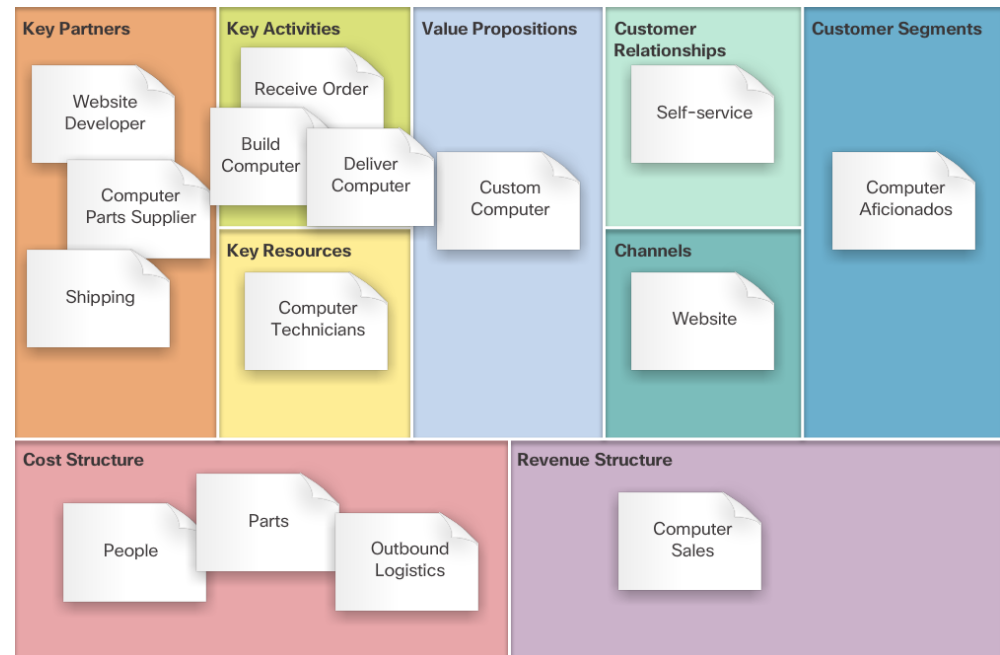 Key Partners
Website
Developer
Computer
Parts Supplier
Shipping
Key Activities
Receive Order
Build
Computer
Deliver
Computer
Key Resources
Computer
Technicians
Value Propositions
Custom
Computer
Customer
Relationships
Self-service
Channels
Website
Customer Segments
Computer
Aficionados
Cost Structure
People
Parts
Outbound
Logistics
Revenue Structure
Computer
Sales